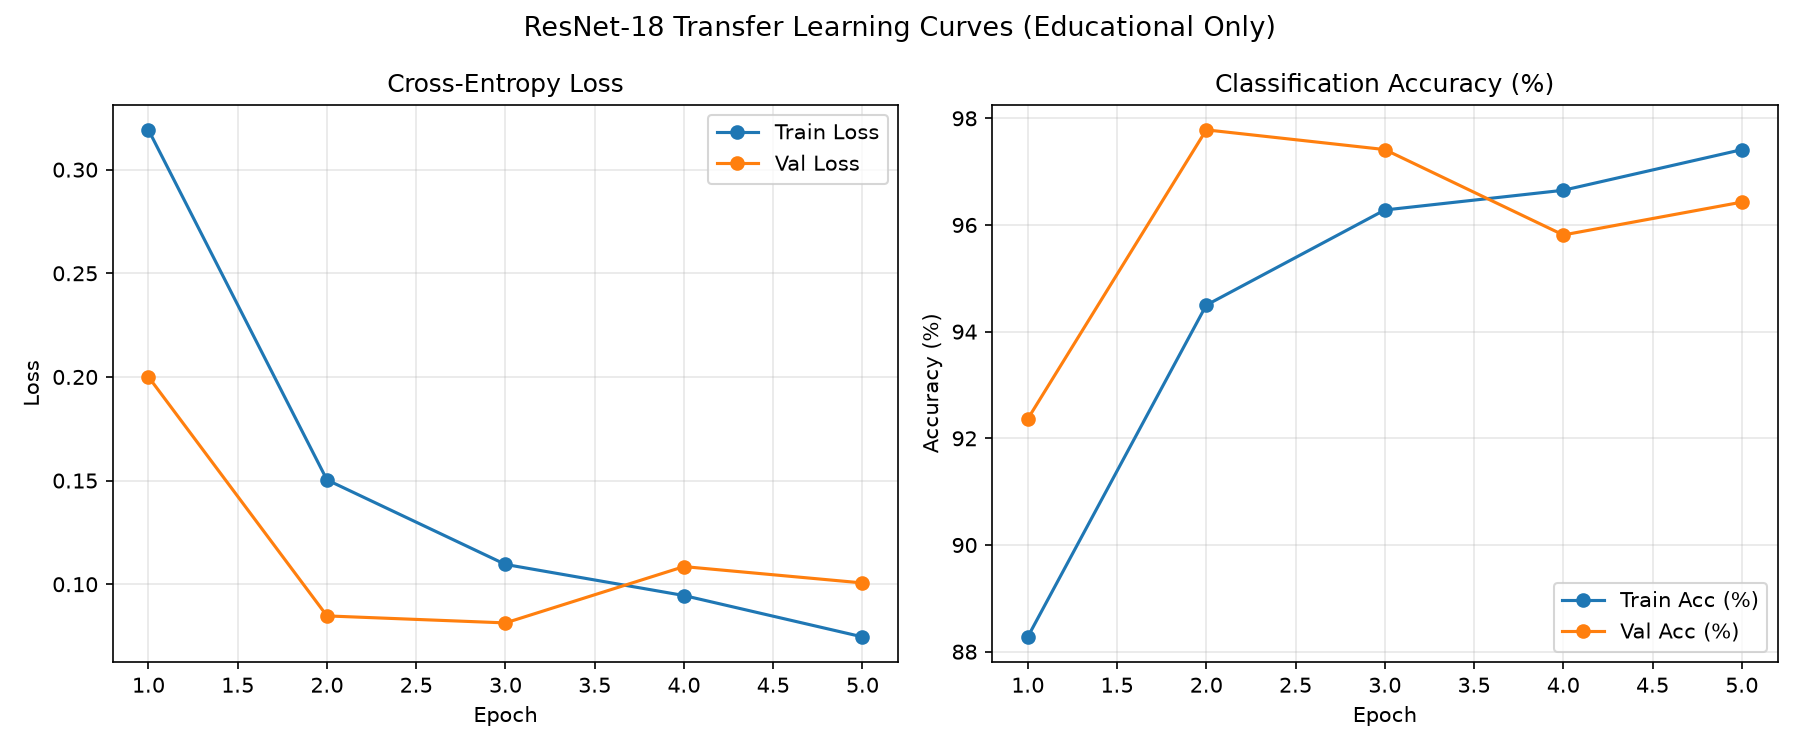 ResNet-18 Transfer Learning Curves (Educational Only)
Cross-Entropy Loss
Train Loss
Val Loss
0.30
0.25
0.20
0.15
0.10
Loss
1.0 1.5 2.0 2.5 3.0 3.5 4.0 4.5 5.0
Epoch
Classification Accuracy (%)
98
96
94
92
90
88
Accuracy (%)
Train Acc (%)
Val Acc (%)
1.0 1.5 2.0 2.5 3.0 3.5 4.0 4.5 5.0
Epoch